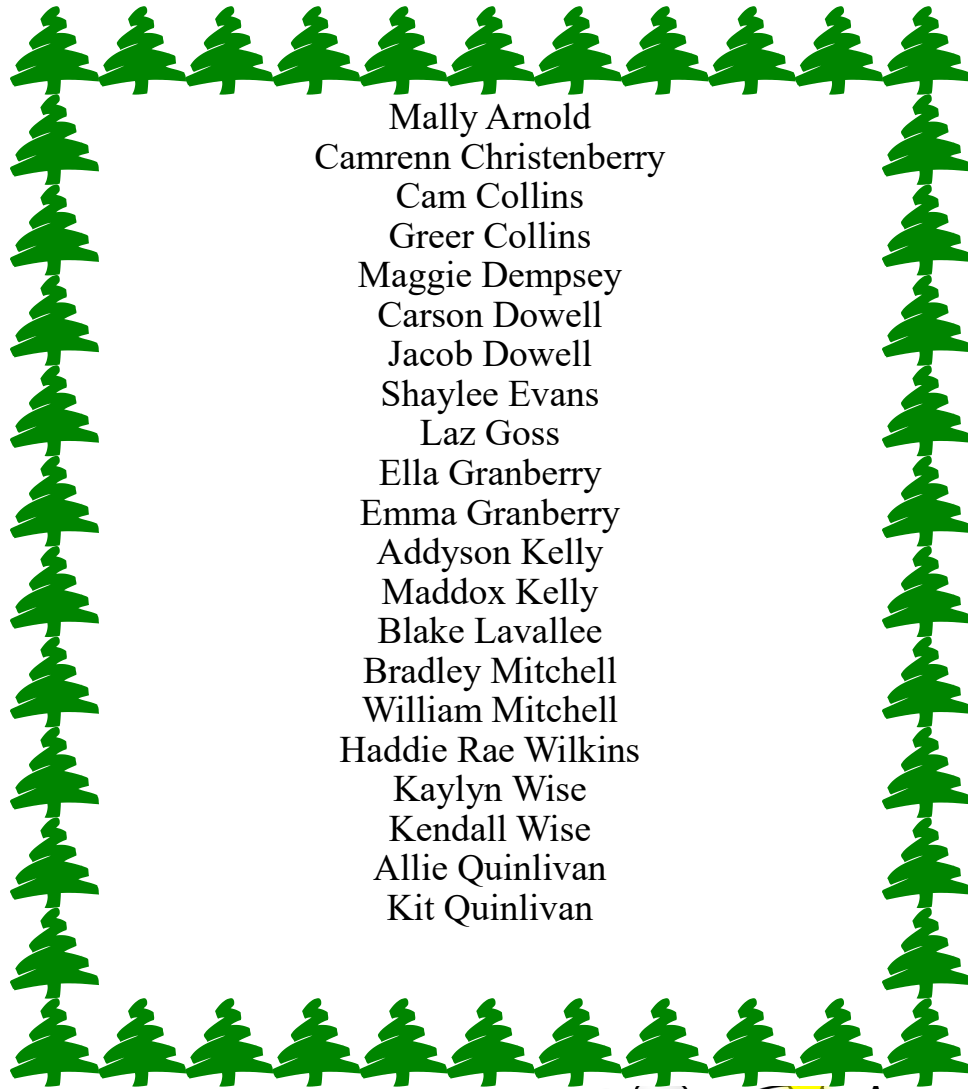 Mally Arnold
Camrenn Christenberry
Cam Collins
Greer Collins
Maggie Dempsey
Carson Dowell
Jacob Dowell
Shaylee Evans
Laz Goss
Ella Granberry
Emma Granberry
Addyson Kelly
Maddox Kelly
Blake Lavallee
Bradley Mitchell
William Mitchell
Haddie Rae Wilkins
Kaylyn Wise
Kendall Wise
Allie Quinlivan
Kit Quinlivan